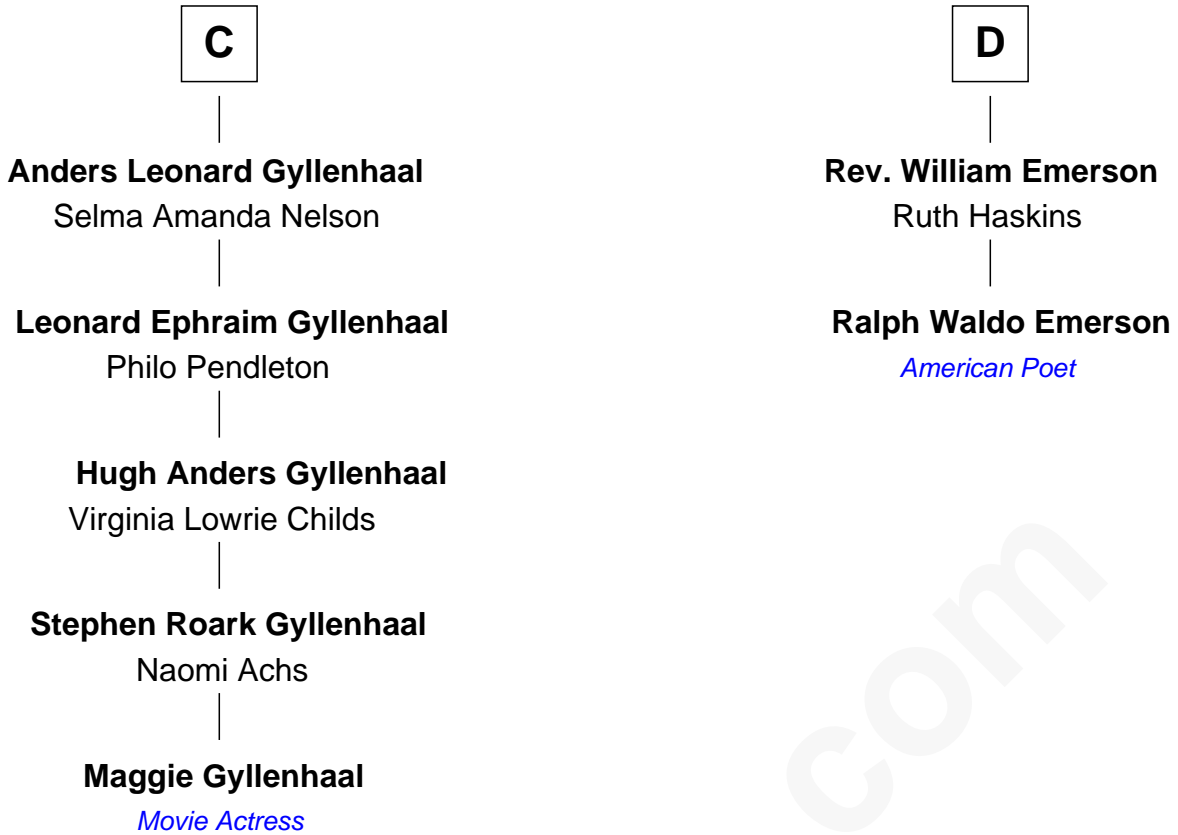 C
Anders Leonard Gyllenhaal
Selma Amanda Nelson
Leonard Ephraim Gyllenhaal
Philo Pendleton
Hugh Anders Gyllenhaal
Virginia Lowrie Childs
Stephen Roark Gyllenhaal
Naomi Achs
Maggie Gyllenhaal
Movie Actress
D
Rev. William Emerson
Ruth Haskins
Ralph Waldo Emerson
American Poet
com